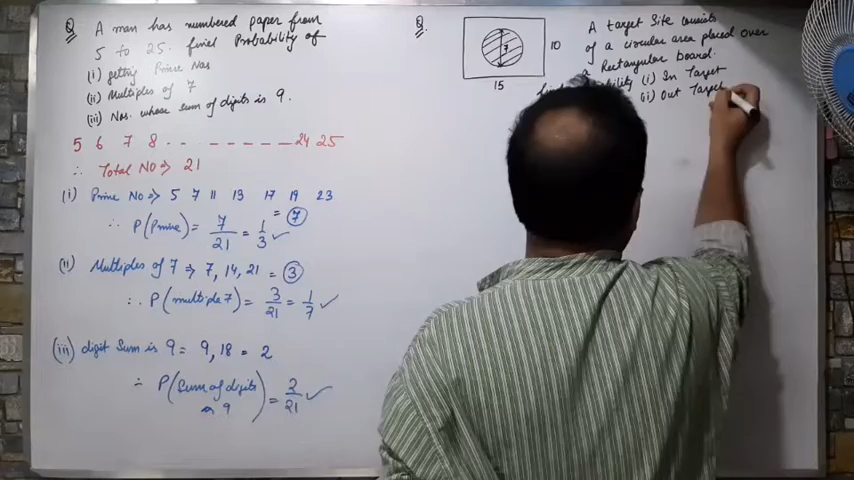 Q. A man has numbered paper from
5 to 25. find Probability of
(i) getting Prime Nos
(ii) Multiples of 7
(iii) Nos. whose sum of digits is 9.
5 6 7 8 .. - - - - - - 24 25
∴ Total NO ⇒ 21
(i) Prime No ⇒ 5 7 11 13 17 19 23
= 7
∴ P(Prime) = 7/21 = 1/3 ✓
(ii) Multiples of 7 ⇒ 7, 14, 21 = 3
∴ P(multiple 7) = 3/21 = 1/7 ✓
(iii) digit Sum is 9 = 9, 18 = 2
∴ P(Sum of digits 9) = 2/21 ✓
Q.
7
10
15
A target Site consists
of a circular area placed over
a Rectangular board.
(i) In Target
(ii) Out Target